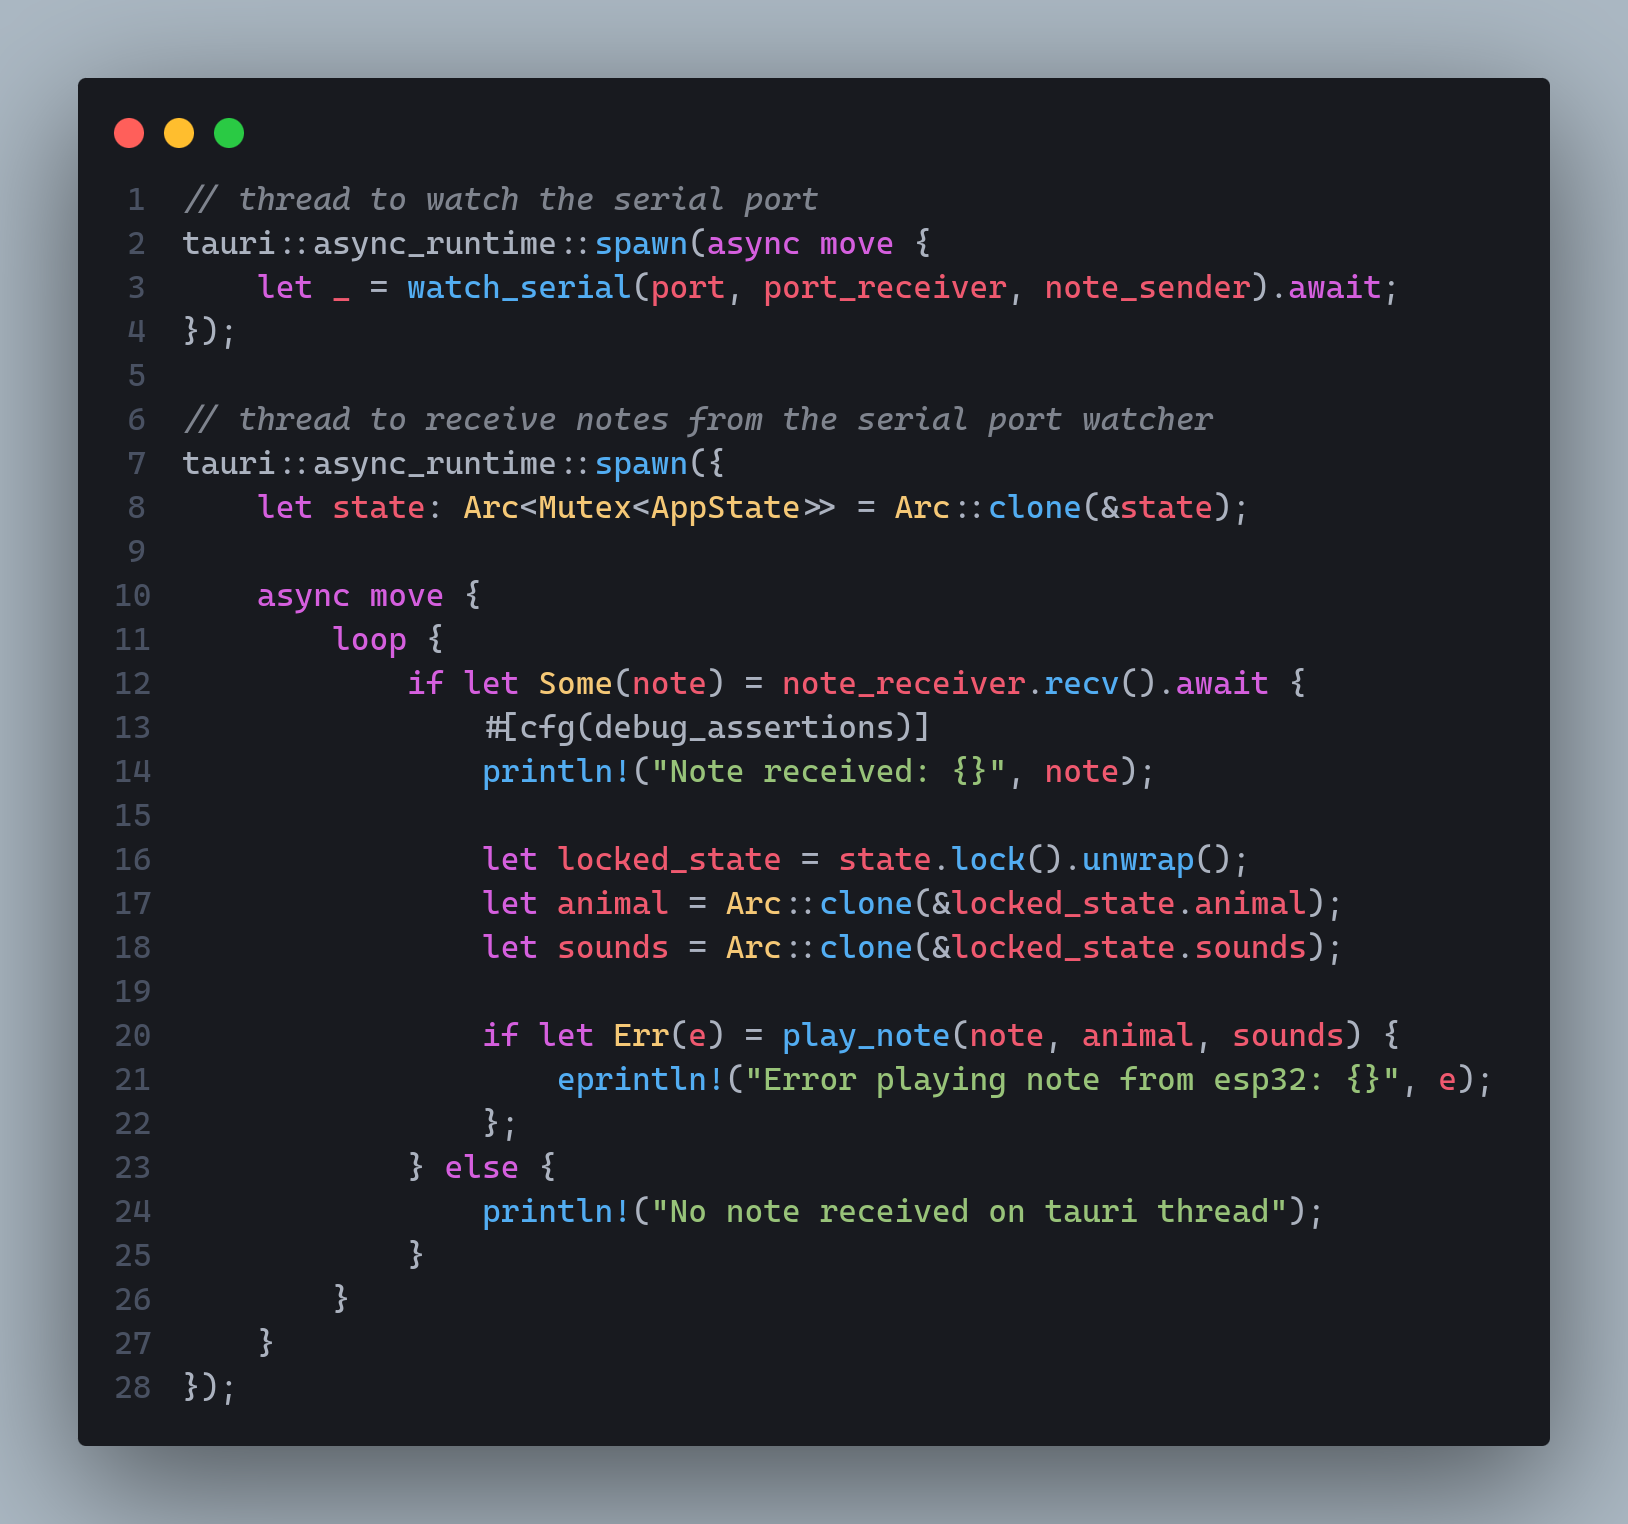 1 // thread to watch the serial port
2 tauri::async_runtime::spawn(async move {
3     let _ = watch_serial(port, port_receiver, note_sender).await;
4 });
5
6 // thread to receive notes from the serial port watcher
7 tauri::async_runtime::spawn({
8     let state: Arc<Mutex<AppState>> = Arc::clone(&state);
9
10     async move {
11         loop {
12             if let Some(note) = note_receiver.recv().await {
13                 #[cfg(debug_assertions)]
14                 println!("Note received: {}", note);
15
16                 let locked_state = state.lock().unwrap();
17                 let animal = Arc::clone(&locked_state.animal);
18                 let sounds = Arc::clone(&locked_state.sounds);
19
20                 if let Err(e) = play_note(note, animal, sounds) {
21                     eprintln!("Error playing note from esp32: {}", e);
22                 };
23             } else {
24                 println!("No note received on tauri thread");
25             }
26         }
27     }
28 });